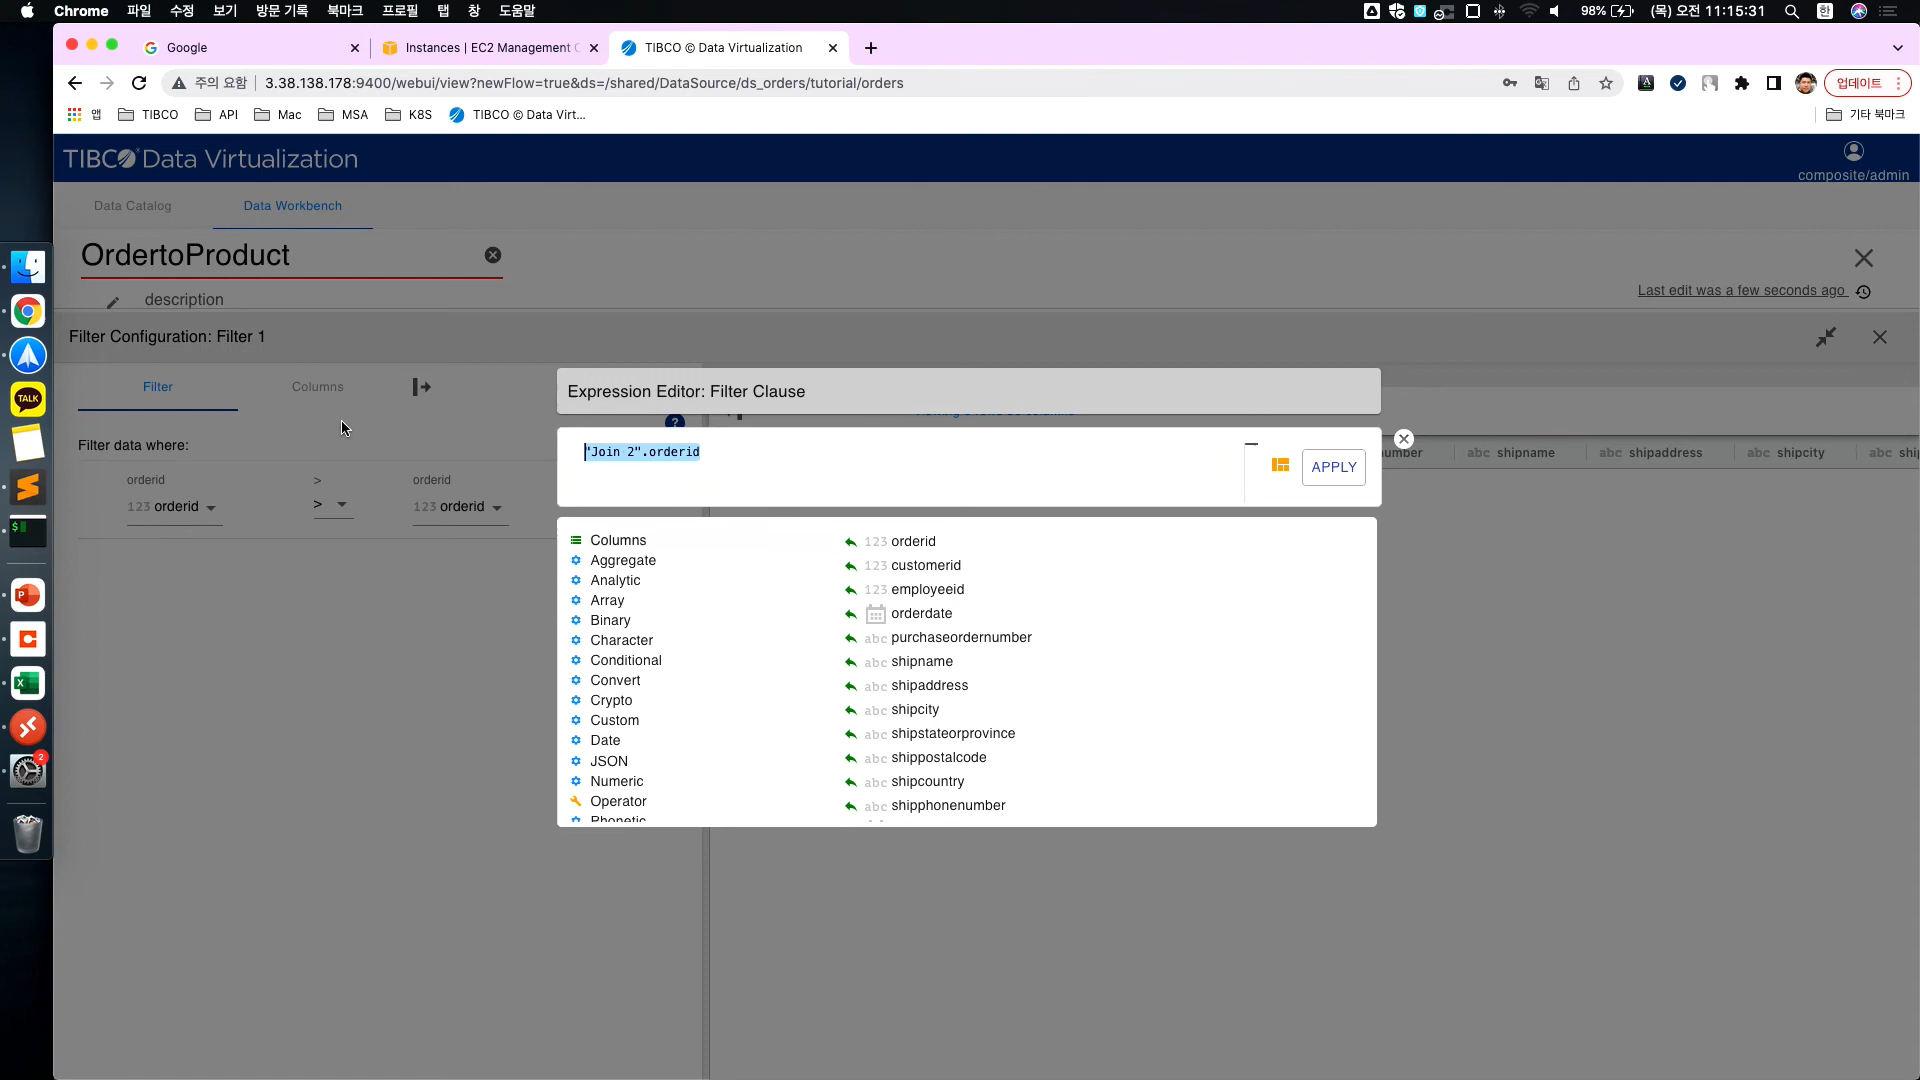 Chrome 파일 수정 보기 방문 기록 북마크 프로필 탭 창 도움말 98% (목) 오전 11:15:31 한
Google
Instances | EC2 Management C
TIBCO © Data Virtualization
주의 요함 3.38.138.178:9400/webui/view?newFlow=true&ds=/shared/DataSource/ds_orders/tutorial/orders 업데이트
앱 TIBCO API Mac MSA K8S TIBCO © Data Virt... 기타 북마크
TIBCO Data Virtualization
composite/admin
Data Catalog Data Workbench
OrdertoProduct
description
Last edit was a few seconds ago
Filter Configuration: Filter 1
Filter Columns
Filter data where:
orderid > orderid
123 orderid > 123 orderid
Expression Editor: Filter Clause
"Join 2".orderid
APPLY
umber abc shipname abc shipaddress abc shipcity abc shi
Columns
Aggregate
Analytic
Array
Binary
Character
Conditional
Convert
Crypto
Custom
Date
JSON
Numeric
Operator
Phonetic
123 orderid
123 customerid
123 employeeid
orderdate
abc purchaseordernumber
abc shipname
abc shipaddress
abc shipcity
abc shipstateorprovince
abc shippostalcode
abc shipcountry
abc shipphonenumber
TALK
2